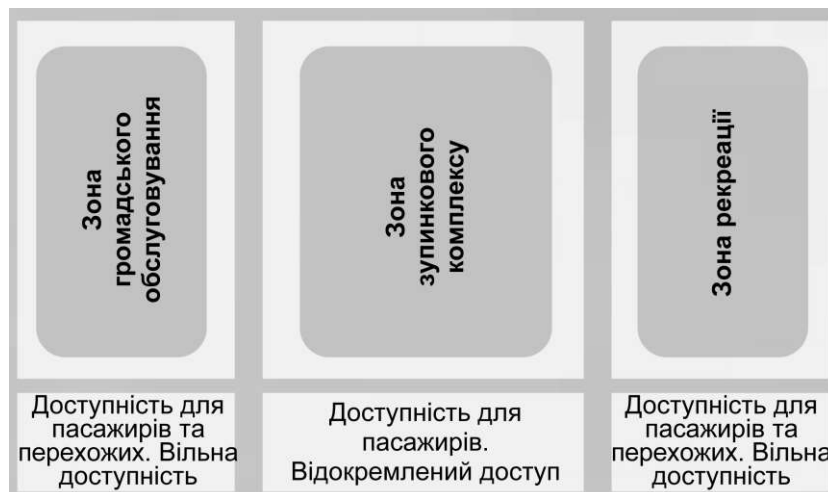 Зона
громадського
обслуговування
Зона
зупинкового
комплексу
Зона рекреації
Доступність для
пасажирів та
перехожих. Вільна
доступність
Доступність для
пасажирів.
Відокремлений доступ
Доступність для
пасажирів та
перехожих. Вільна
доступність